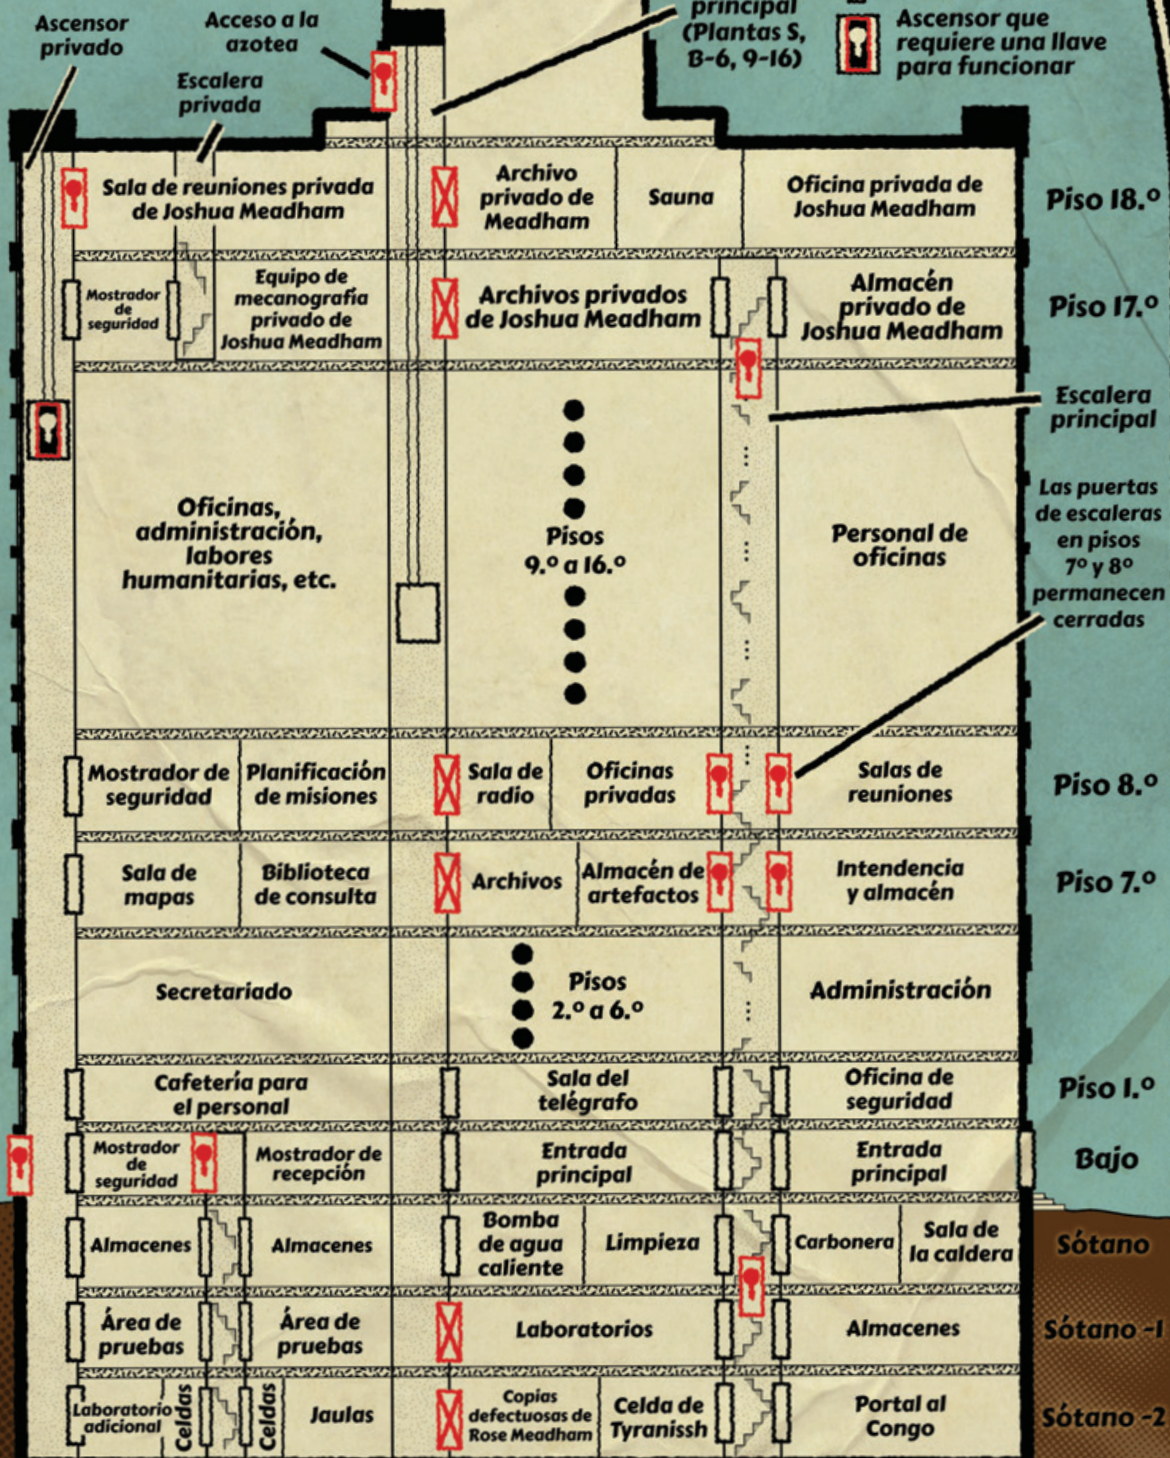 Ascensor
privado
Acceso a la
azotea
Escalera
privada
principal
(Plantas S,
B-6, 9-16)
Ascensor que
requiere una llave
para funcionar
Sala de reuniones privada
de Joshua Meadham
Archivo
privado de
Meadham
Sauna
Oficina privada de
Joshua Meadham
Piso 18.º
Mostrador
de
seguridad
Equipo de
mecanografía
privado de
Joshua Meadham
Archivos privados
de Joshua Meadham
Almacén
privado de
Joshua Meadham
Piso 17.º
Escalera
principal
Oficinas,
administración,
labores
humanitarias, etc.
Pisos
9.º a 16.º
Personal de
oficinas
Las puertas
de escaleras
en pisos
7º y 8º
permanecen
cerradas
Mostrador de
seguridad
Planificación
de misiones
Sala de
radio
Oficinas
privadas
Salas de
reuniones
Piso 8.º
Sala de
mapas
Biblioteca
de consulta
Archivos
Almacén de
artefactos
Intendencia
y almacén
Piso 7.º
Secretariado
Pisos
2.º a 6.º
Administración
Cafetería para
el personal
Sala del
telégrafo
Oficina de
seguridad
Piso 1.º
Mostrador
de
seguridad
Mostrador de
recepción
Entrada
principal
Entrada
principal
Bajo
Almacenes
Almacenes
Bomba
de agua
caliente
Limpieza
Carbonera
Sala de
la caldera
Sótano
Área de
pruebas
Área de
pruebas
Laboratorios
Almacenes
Sótano -1
Laboratorio
adicional
Celdas
Celdas
Jaulas
Copias
defectuosas de
Rose Meadham
Celda de
Tyranissh
Portal al
Congo
Sótano -2